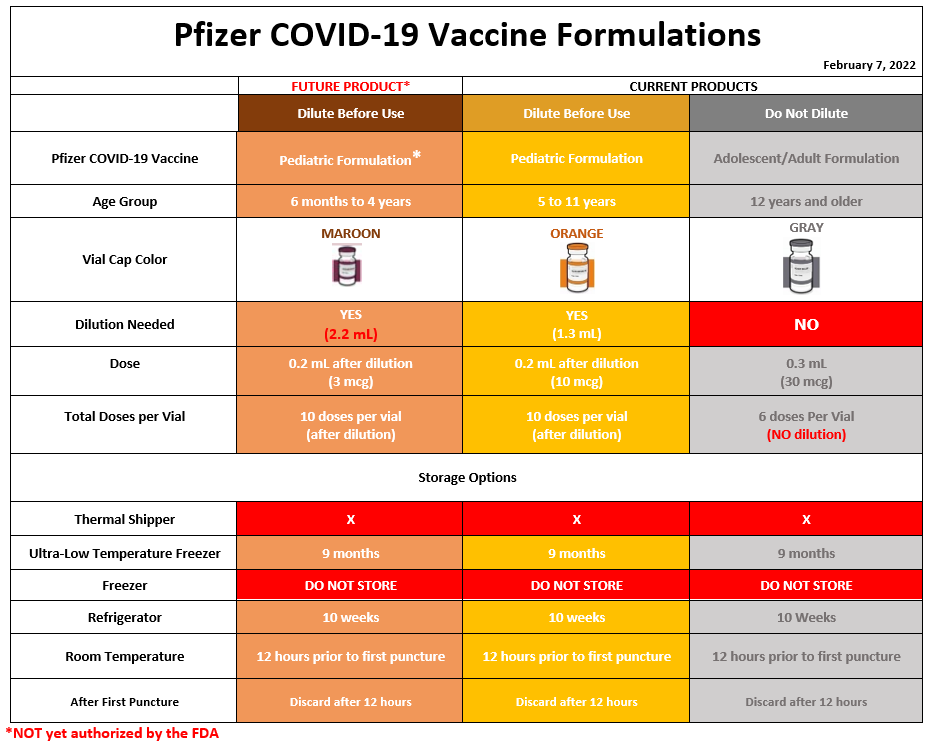 Pfizer COVID-19 Vaccine Formulations
February 7, 2022
FUTURE PRODUCT* CURRENT PRODUCTS
Dilute Before Use Dilute Before Use Do Not Dilute
Pfizer COVID-19 Vaccine Pediatric Formulation* Pediatric Formulation Adolescent/Adult Formulation
Age Group 6 months to 4 years 5 to 11 years 12 years and older
Vial Cap Color MAROON ORANGE GRAY
Dilution Needed YES YES NO
(2.2 mL) (1.3 mL)
Dose 0.2 mL after dilution 0.2 mL after dilution 0.3 mL
(3 mcg) (10 mcg) (30 mcg)
Total Doses per Vial 10 doses per vial 10 doses per vial 6 doses Per Vial
(after dilution) (after dilution) (NO dilution)
Storage Options
Thermal Shipper X X X
Ultra-Low Temperature Freezer 9 months 9 months 9 months
Freezer DO NOT STORE DO NOT STORE DO NOT STORE
Refrigerator 10 weeks 10 weeks 10 Weeks
Room Temperature 12 hours prior to first puncture 12 hours prior to first puncture 12 hours prior to first puncture
After First Puncture Discard after 12 hours Discard after 12 hours Discard after 12 hours
*NOT yet authorized by the FDA